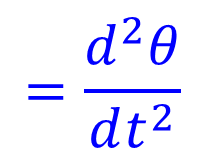 = d²θ/dt²